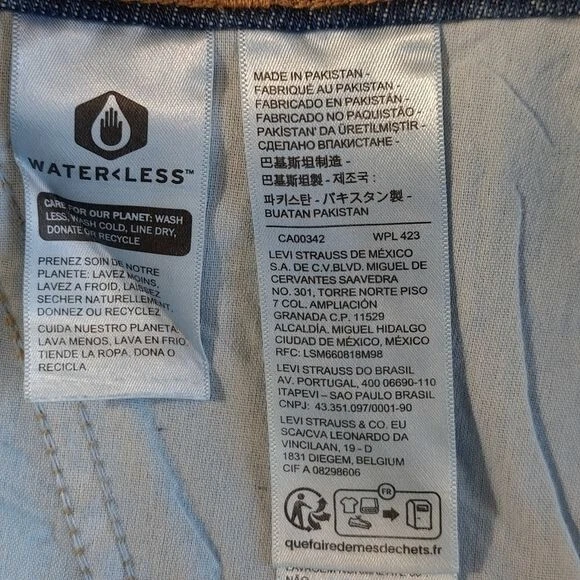 WATER<LESS™
CARE FOR OUR PLANET: WASH
LESS, WASH COLD, LINE DRY,
DONATE OR RECYCLE
PRENEZ SOIN DE NOTRE
PLANETE: LAVEZ MOINS,
LAVEZ A FROID, LAISSEZ
SECHER NATURELLEMENT,
DONNEZ OU RECYCLEZ
CUIDA NUESTRO PLANETA:
LAVA MENOS, LAVA EN FRIO,
TIENDE LA ROPA, DONA O
RECICLA.
MADE IN PAKISTAN -
FABRIQUÉ AU PAKISTAN -
FABRICADO EN PAKISTÁN -
FABRICADO NO PAQUISTÃO -
PAKİSTAN' DA ÜRETİLMİŞTİR -
СДЕЛАНО ВПАКИСТАНЕ -
巴基斯坦制造 -
巴基斯坦製 - 제조국 :
파키스탄 - パキスタン製 -
BUATAN PAKISTAN
CA00342 WPL 423
LEVI STRAUSS DE MÉXICO
S.A. DE C.V.BLVD. MIGUEL DE
CERVANTES SAAVEDRA
NO. 301, TORRE NORTE PISO
7 COL. AMPLIACIÓN
GRANADA C.P. 11529
ALCALDÍA. MIGUEL HIDALGO
CIUDAD DE MÉXICO, MÉXICO
RFC: LSM660818M98
LEVI STRAUSS DO BRASIL
AV. PORTUGAL, 400 06690-110
ITAPEVI – SAO PAULO BRASIL
CNPJ: 43.351.097/0001-90
LEVI STRAUSS & CO. EU
SCA/CVA LEONARDO DA
VINCILAAN, 19 - D
1831 DIEGEM, BELGIUM
CIF A 08298606
FR
quefairedemesdechets.fr